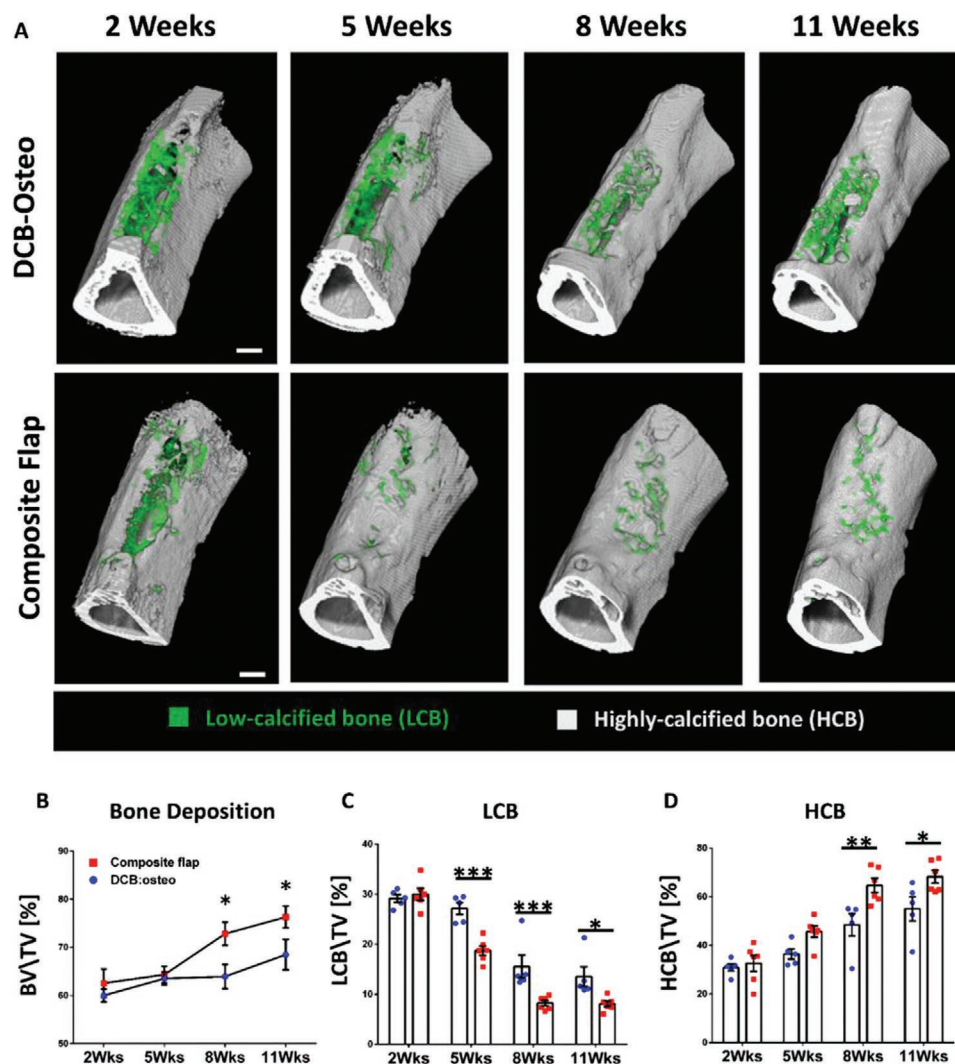 A
2 Weeks
5 Weeks
8 Weeks
11 Weeks
DCB-Osteo
Composite Flap
Low-calcified bone (LCB)
Highly-calcified bone (HCB)
B
Bone Deposition
Composite flap
DCB:osteo
*
*
BV\TV [%]
90
80
70
60
50
2Wks 5Wks 8Wks 11Wks
C
LCB
***
***
*
LCB\TV [%]
40
30
20
10
0
2Wks 5Wks 8Wks 11Wks
D
HCB
**
*
HCB\TV [%]
80
60
40
20
0
2Wks 5Wks 8Wks 11Wks